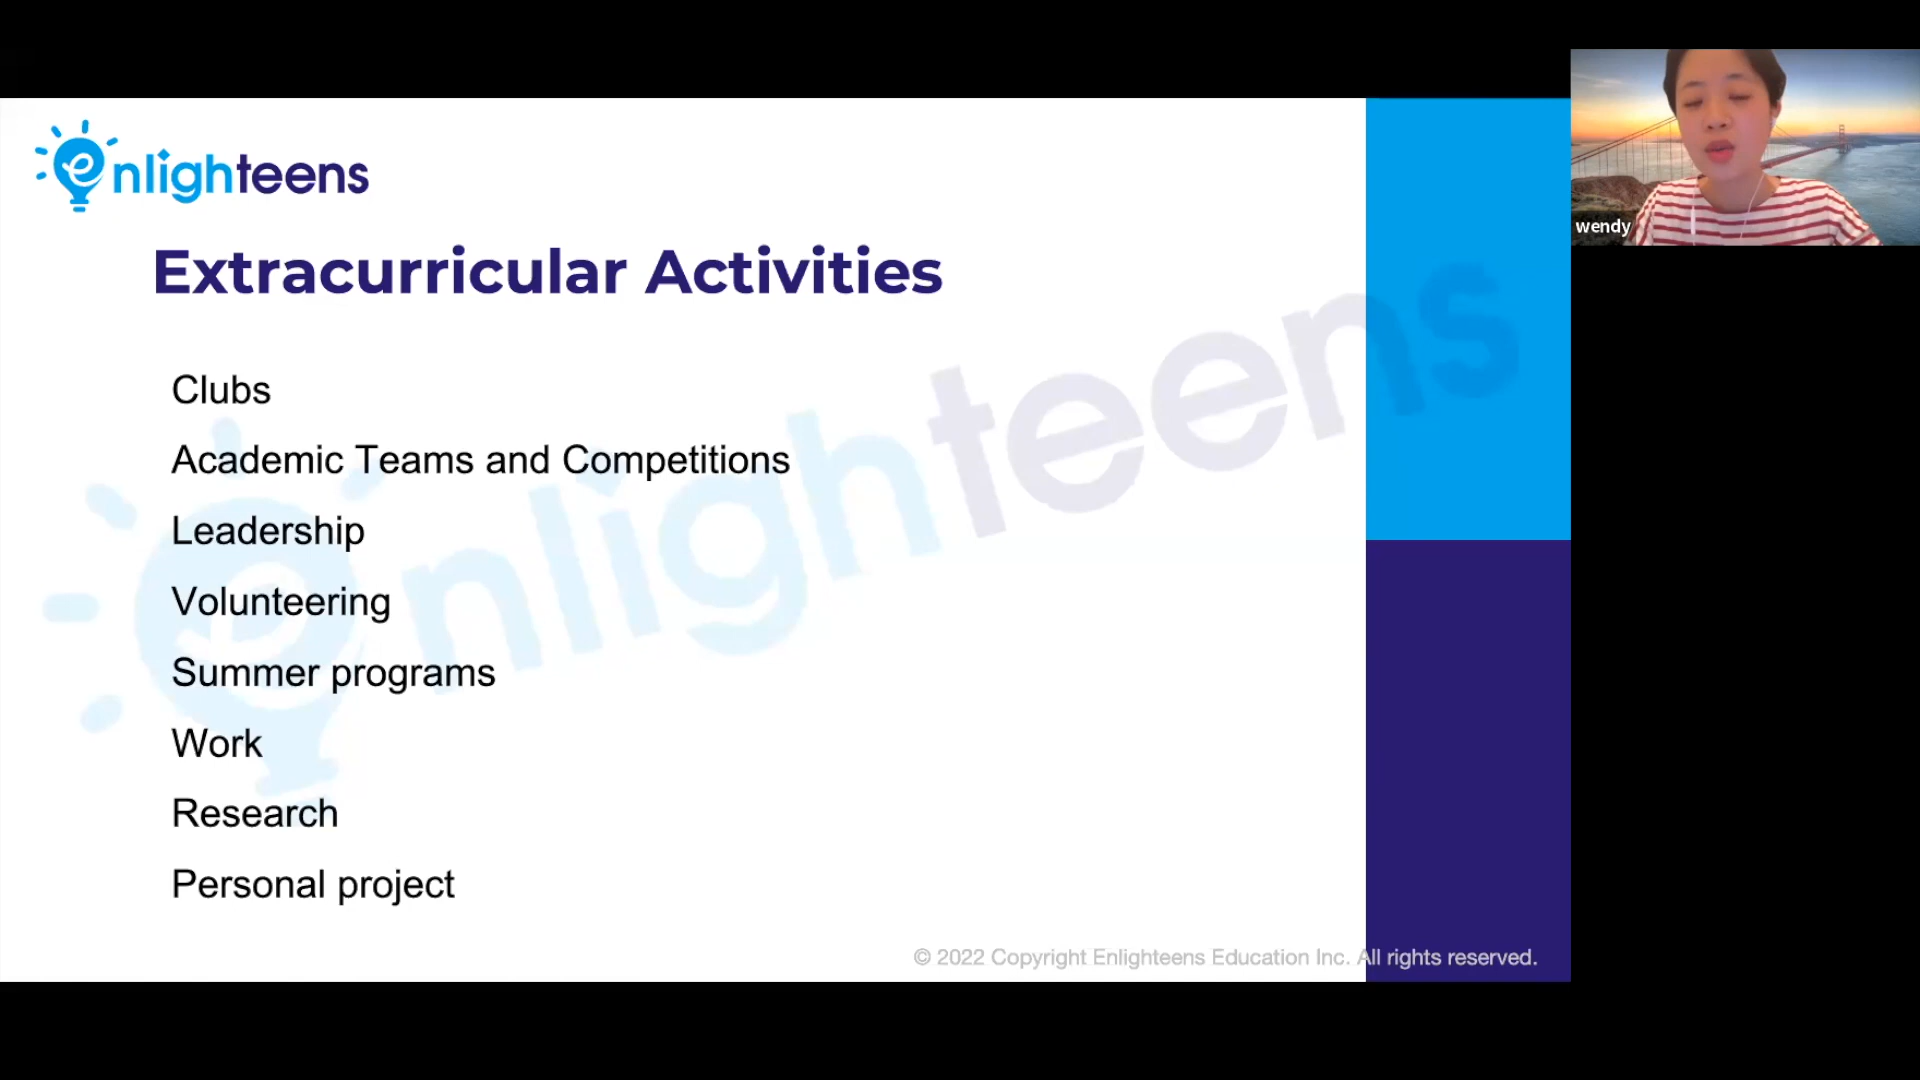 enlighteens
wendy
Extracurricular Activities
Clubs
Academic Teams and Competitions
Leadership
Volunteering
Summer programs
Work
Research
Personal project
enlighteens
© 2022 Copyright Enlighteens Education Inc. All rights reserved.